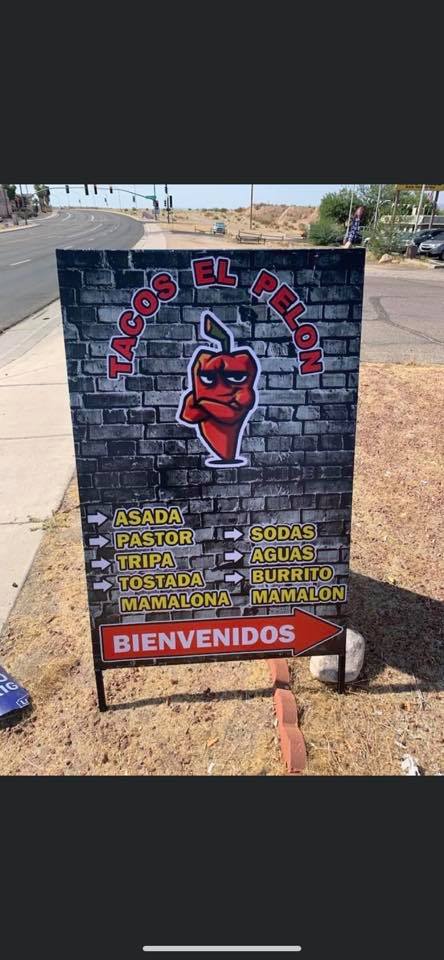 TACOS EL PELON
ASADA
PASTOR
TRIPA
TOSTADA
MAMALONA
SODAS
AGUAS
BURRITO
MAMALON
BIENVENIDOS